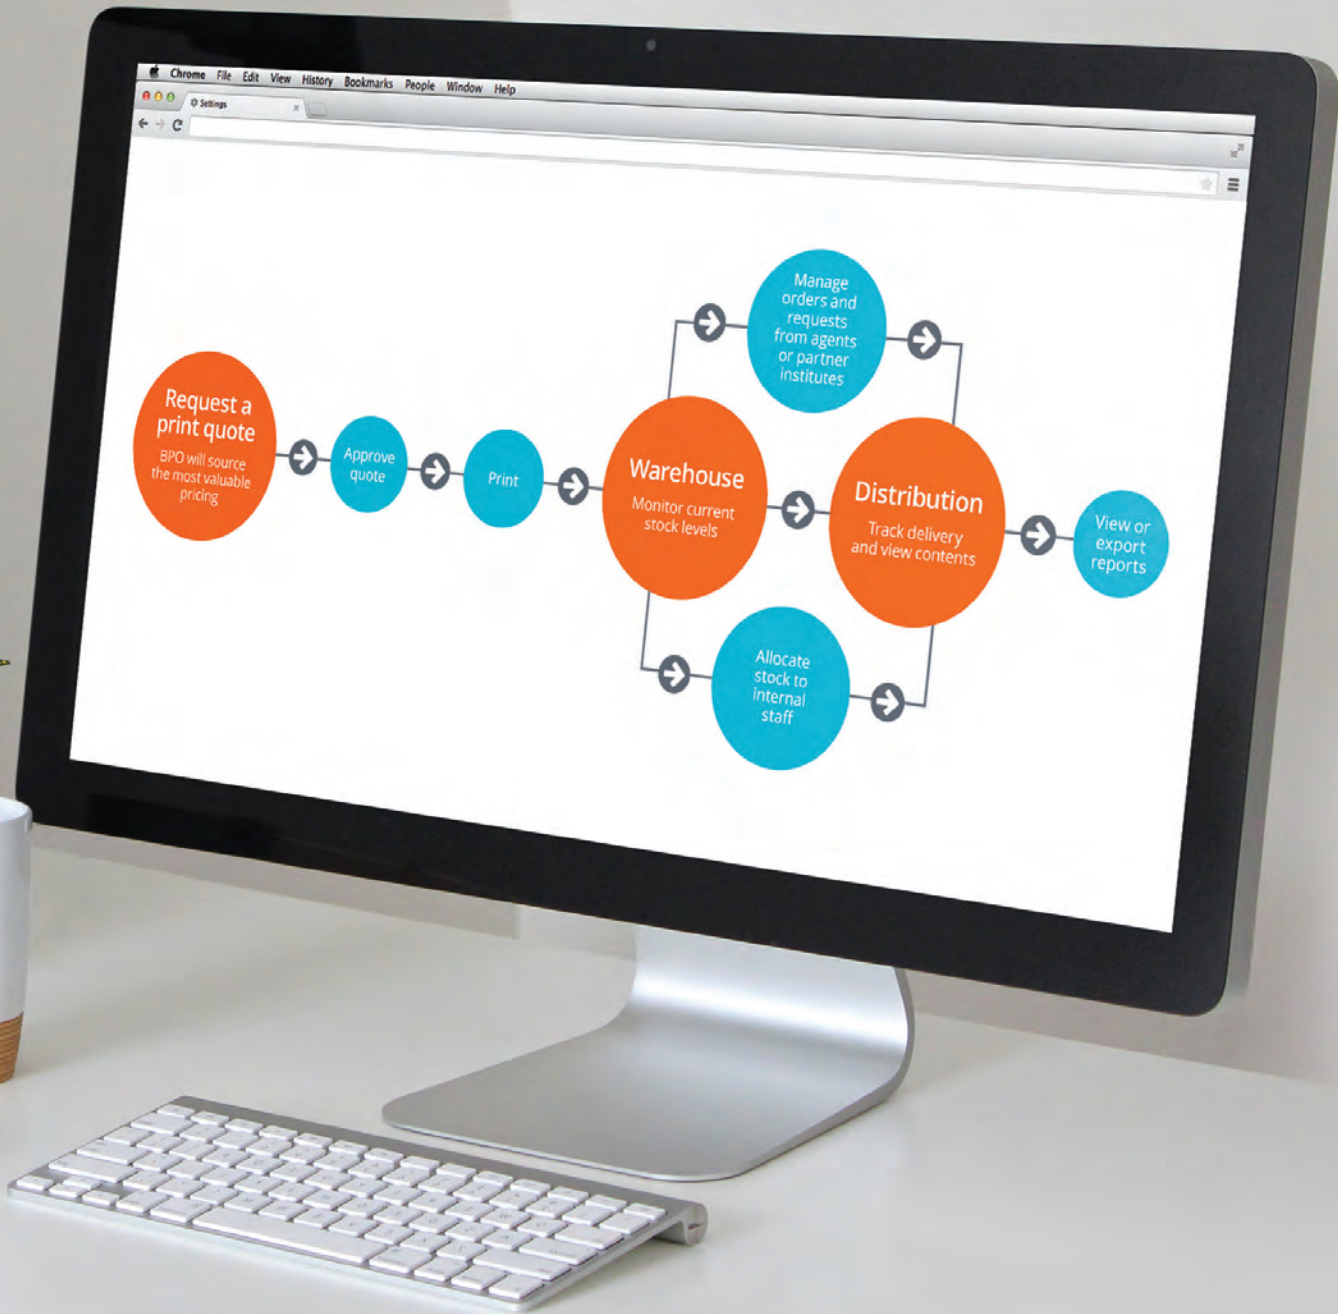 Chrome File Edit View History Bookmarks People Window Help
Settings
Request a
print quote
BPO will source
the most valuable
pricing
Approve
quote
Print
Warehouse
Monitor current
stock levels
Manage
orders and
requests
from agents
or partner
institutes
Allocate
stock to
internal
staff
Distribution
Track delivery
and view contents
View or
export
reports